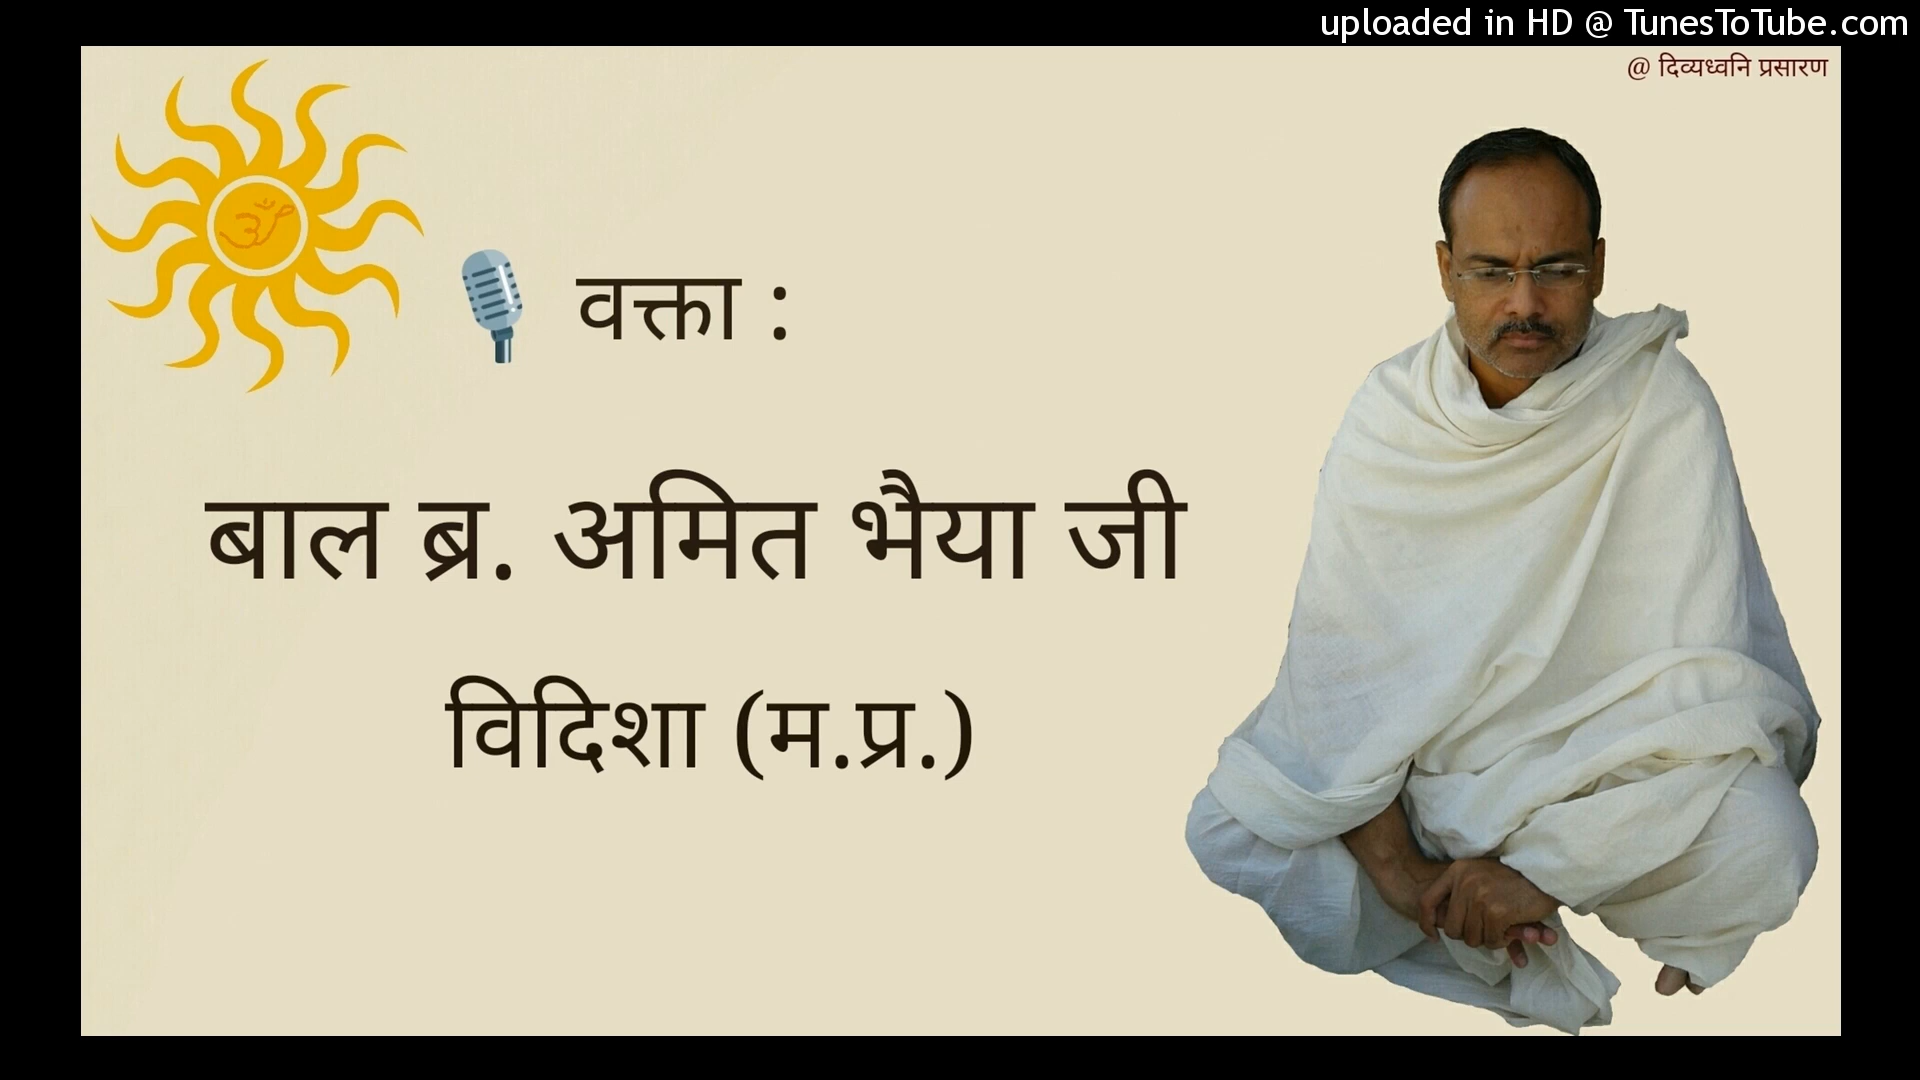 uploaded in HD @ TunesToTube.com
@ दिव्यध्वनि प्रसारण
ॐ
वक्ता :
बाल ब्र. अमित भैया जी
विदिशा (म.प्र.)